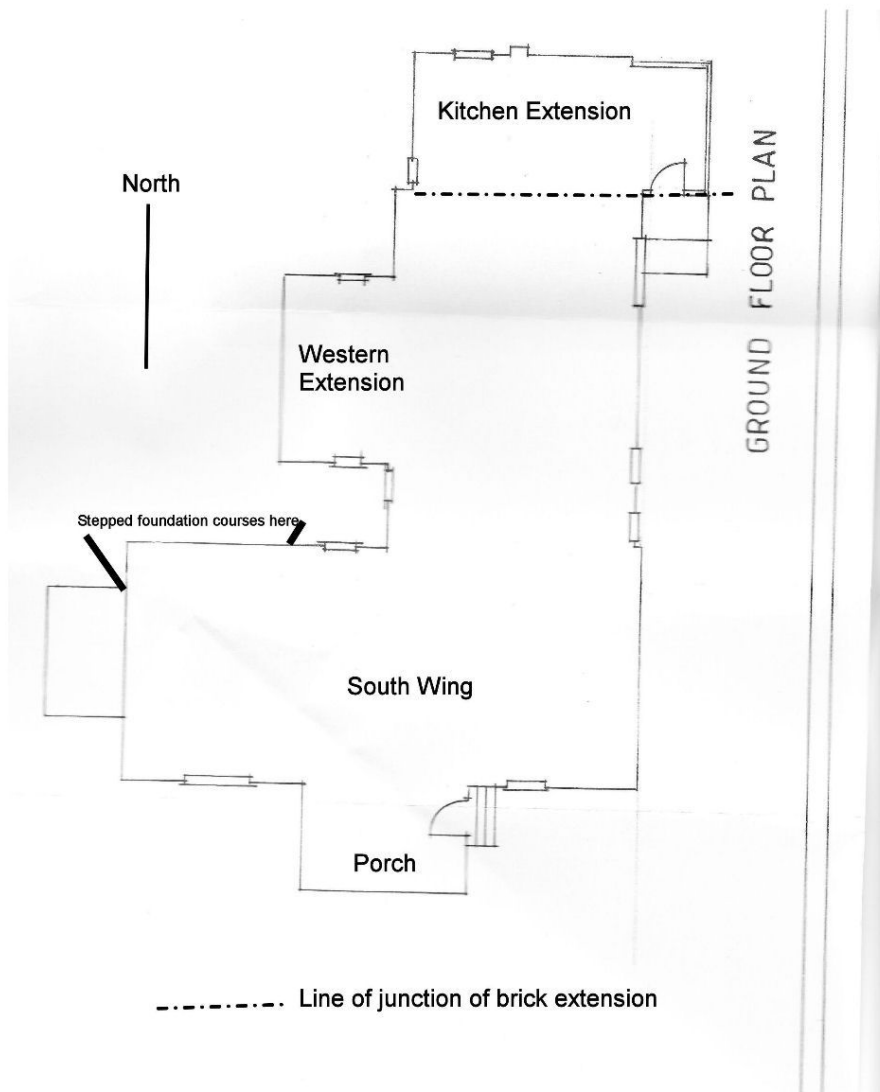 Kitchen Extension
North
GROUND FLOOR PLAN
Western
Extension
Stepped foundation courses here
South Wing
Porch
Line of junction of brick extension